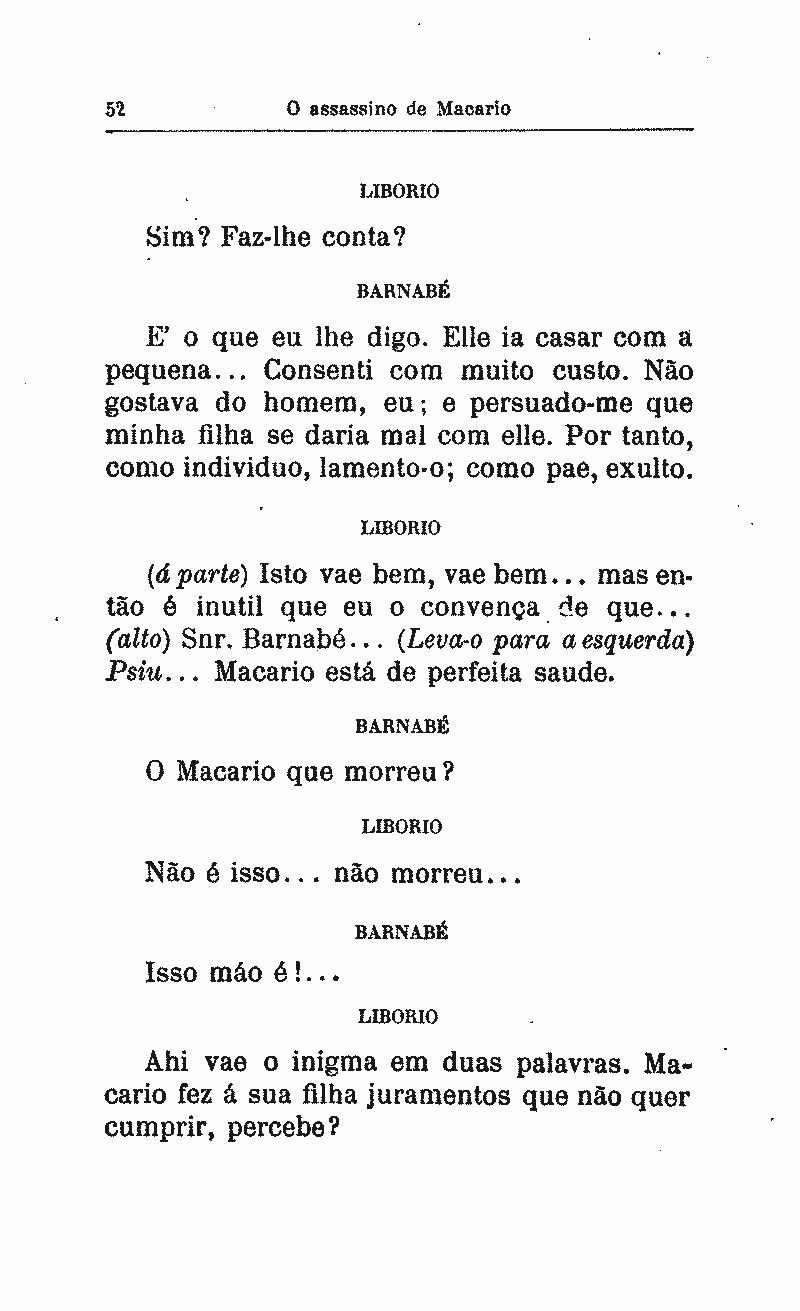 52 O assassino de Macario
LIBORIO
Sim? Faz-lhe conta?
BARNABÉ
E' o que eu lhe digo. Elle ia casar com a
pequena... Consenti com muito custo. Não
gostava do homem, eu; e persuado-me que
minha filha se daria mal com elle. Por tanto,
como individuo, lamento-o; como pae, exulto.
LIBORIO
(á parte) Isto vae bem, vae bem... mas en-
tão é inutil que eu o convença de que...
(alto) Snr. Barnabé... (Leva-o para a esquerda)
Psiu... Macario está de perfeita saude.
BARNABÉ
O Macario que morreu?
LIBORIO
Não é isso... não morreu...
BARNABÉ
Isso máo é!...
LIBORIO
Ahi vae o inigma em duas palavras. Ma-
cario fez á sua filha juramentos que não quer
cumprir, percebe?